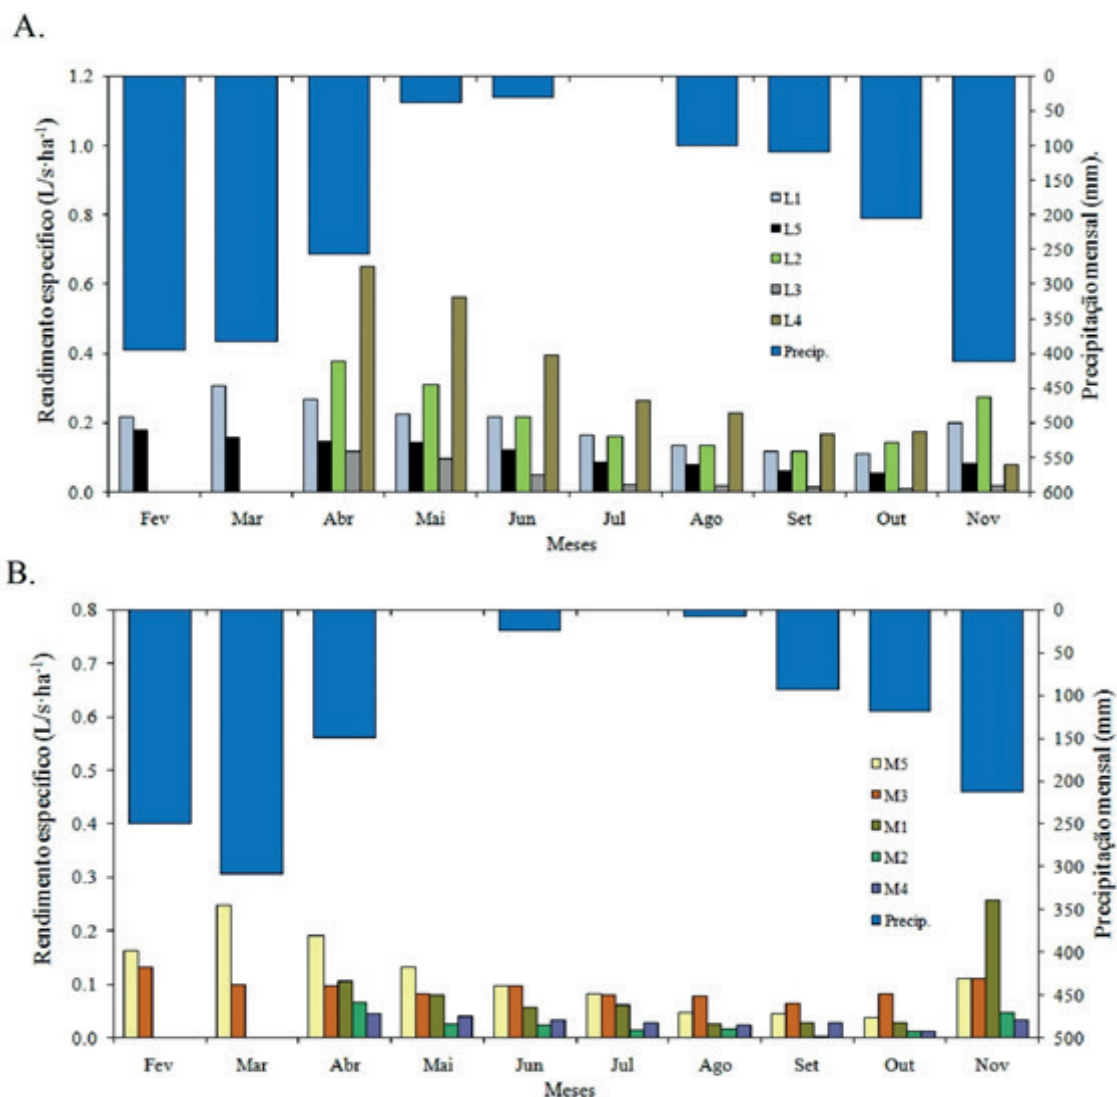 A.
Rendimento específico (L/s·ha⁻¹)
1.2
1.0
0.8
0.6
0.4
0.2
0.0
0
50
100
150
200
250
300
350
400
450
500
550
600
Precipitação mensal (mm).
L1
L5
L2
L3
L4
Precip.
Fev Mar Abr Mai Jun Jul Ago Set Out Nov
Meses
B.
Rendimento específico (L/s·ha⁻¹)
0.8
0.7
0.6
0.5
0.4
0.3
0.2
0.1
0.0
0
50
100
150
200
250
300
350
400
450
500
Precipitação mensal (mm)
M5
M3
M1
M2
M4
Precip.
Fev Mar Abr Mai Jun Jul Ago Set Out Nov
Meses